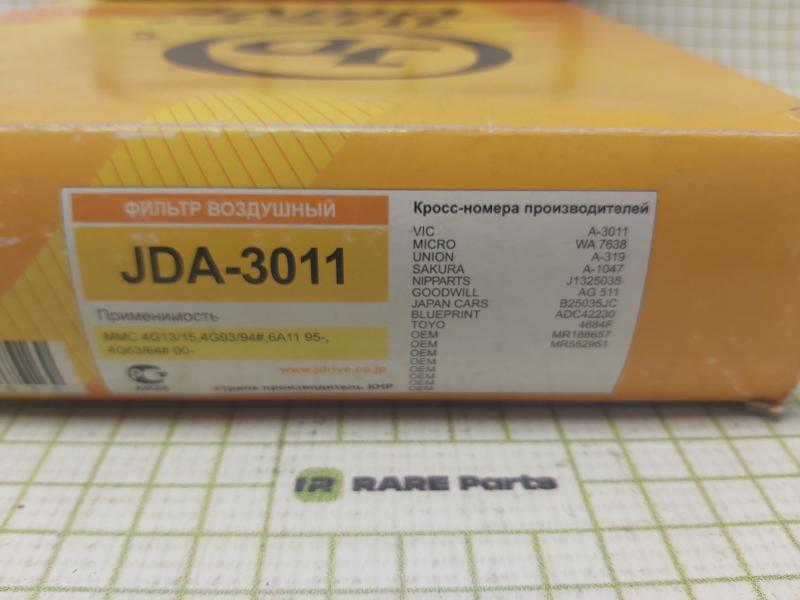 ФИЛЬТР ВОЗДУШНЫЙ
JDA-3011
Применимость
MMC 4G13/15,4G93/94#,6A11 95-,
4G63/64# 00-
www.jdrive.co.jp
страна производитель КНР
Кросс-номера производителей
VIC A-3011
MICRO WA 7638
UNION A-319
SAKURA A-1047
NIPPARTS J1325035
GOODWILL AG 511
JAPAN CARS B25035JC
BLUEPRINT ADC42230
TOYO 4684F
OEM MR188657
OEM MR552951
OEM
OEM
OEM
OEM
OEM
RARE Parts